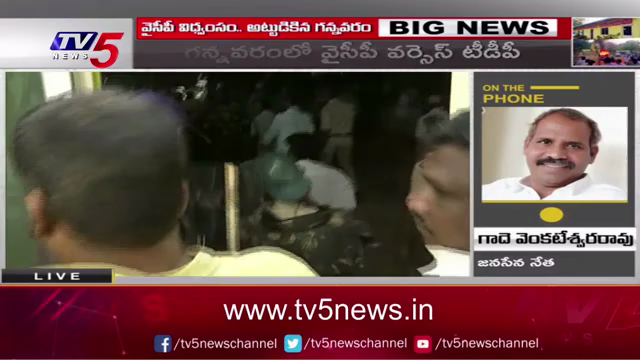 వైసీపీ విధ్వంసం.. అట్టుడికిన గన్నవరం
BIG NEWS
TV5
NEWS
గన్నవరంలో వైసీపీ వర్సెస్ టీడీపీ
ON THE
PHONE
గాదె వెంకటేశ్వరరావు
జనసేన నేత
LIVE
www.tv5news.in
/tv5newschannel
/tv5newschannel
/tv5newschannel